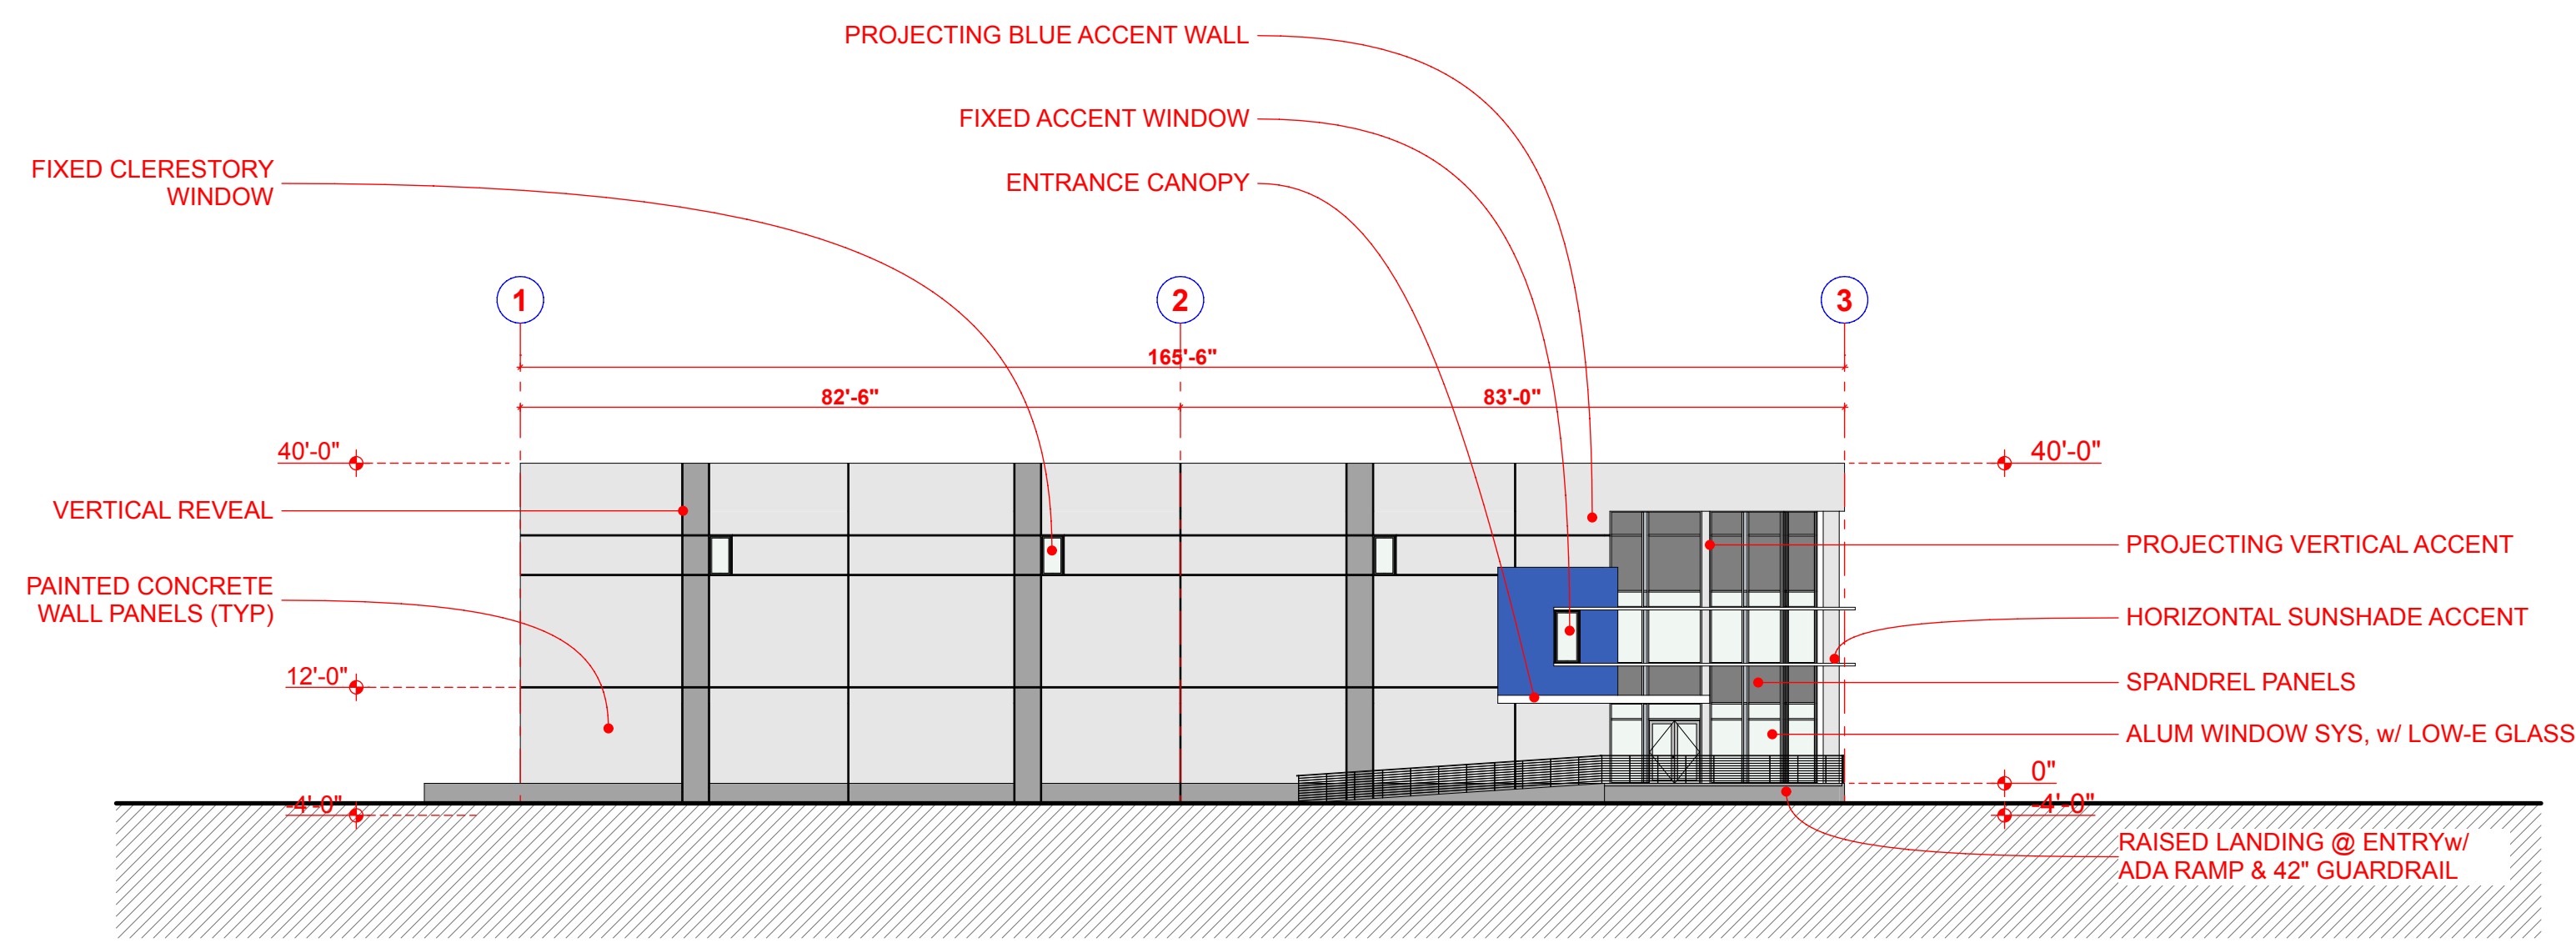 PROJECTING BLUE ACCENT WALL
FIXED ACCENT WINDOW
FIXED CLERESTORY
WINDOW
ENTRANCE CANOPY
1
2
3
165'-6"
82'-6"
83'-0"
40'-0"
40'-0"
VERTICAL REVEAL
PROJECTING VERTICAL ACCENT
PAINTED CONCRETE
WALL PANELS (TYP)
HORIZONTAL SUNSHADE ACCENT
12'-0"
SPANDREL PANELS
ALUM WINDOW SYS, w/ LOW-E GLASS
0"
-4'-0"
-4'-0"
RAISED LANDING @ ENTRYw/
ADA RAMP & 42" GUARDRAIL